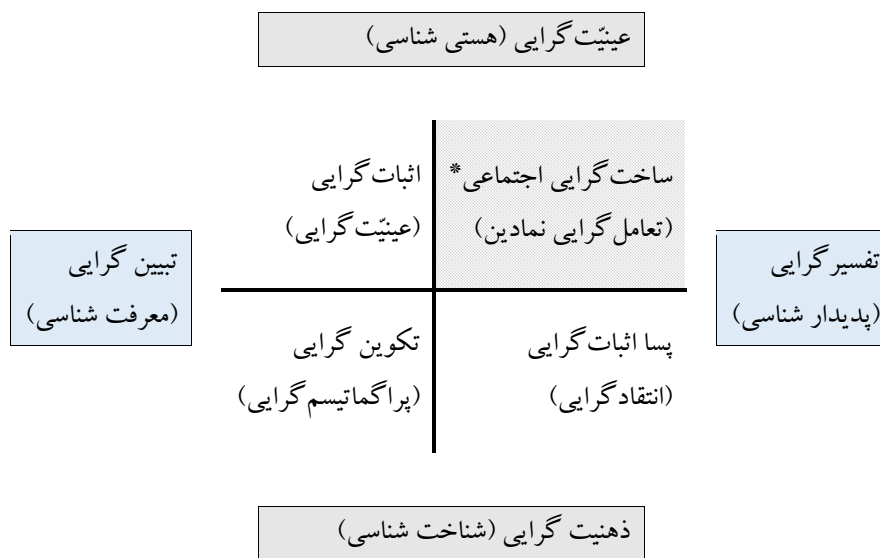 عینیّت‌گرایی (هستی شناسی)
ساخت‌گرایی اجتماعی*
(تعامل‌گرایی نمادین)
اثبات‌گرایی
(عینیّت‌گرایی)
تفسیرگرایی
(پدیدار شناسی)
تبیین گرایی
(معرفت شناسی)
پسا اثبات‌گرایی
(انتقادگرایی)
تکوین گرایی
(پراگماتیسم‌گرایی)
ذهنیت گرایی (شناخت شناسی)